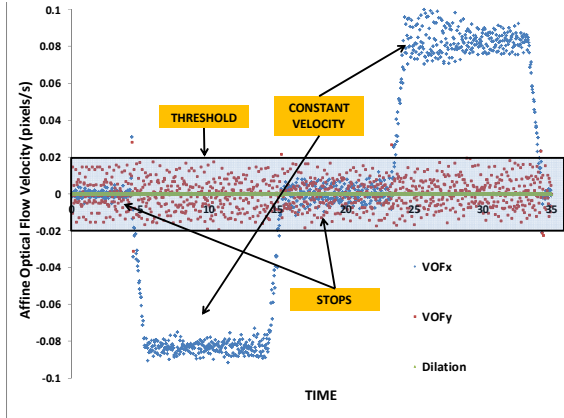 Affine Optical Flow Velocity (pixels/s)
0.1
0.08
0.06
0.04
0.02
0
-0.02
-0.04
-0.06
-0.08
-0.1
THRESHOLD
CONSTANT
VELOCITY
0 5 10 15 20 25 30 35
STOPS
VOFx
VOFy
Dilation
TIME